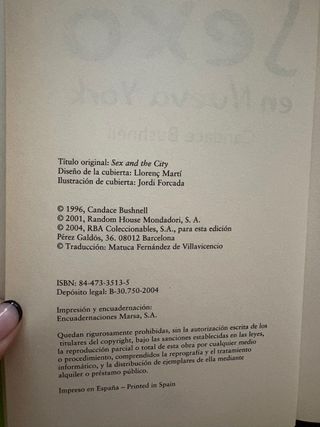 Título original: Sex and the City
Diseño de la cubierta: Llorenç Martí
Ilustración de cubierta: Jordi Forcada
© 1996, Candace Bushnell
© 2001, Random House Mondadori, S. A.
© 2004, RBA Coleccionables, S.A., para esta edición
Pérez Galdós, 36. 08012 Barcelona
© Traducción: Matuca Fernández de Villavicencio
ISBN: 84-473-3513-5
Depósito legal: B-30.750-2004
Impresión y encuadernación:
Encuadernaciones Marsa, S.A.
Quedan rigurosamente prohibidas, sin la autorización escrita de los
titulares del copyright, bajo las sanciones establecidas en las leyes,
la reproducción parcial o total de esta obra por cualquier medio
o procedimiento, comprendidos la reprografía y el tratamiento
informático, y la distribución de ejemplares de ella mediante
alquiler o préstamo público.
Impreso en España – Printed in Spain